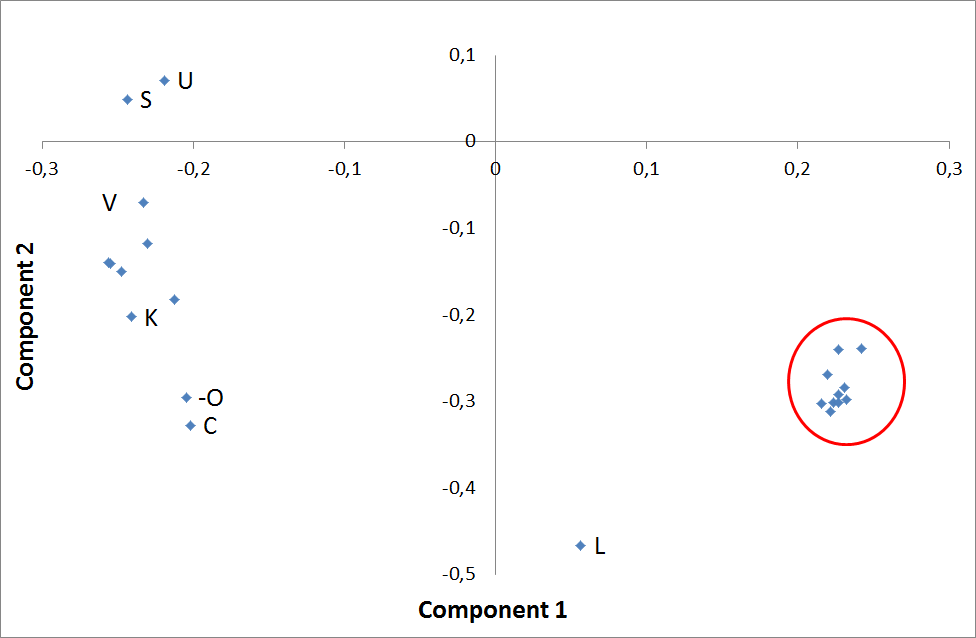 0,1
U
S
0
-0,3 -0,2 -0,1 0 0,1 0,2 0,3
V
-0,1
Component 2
-0,2
K
-0,3
-O
C
-0,4
L
-0,5
Component 1